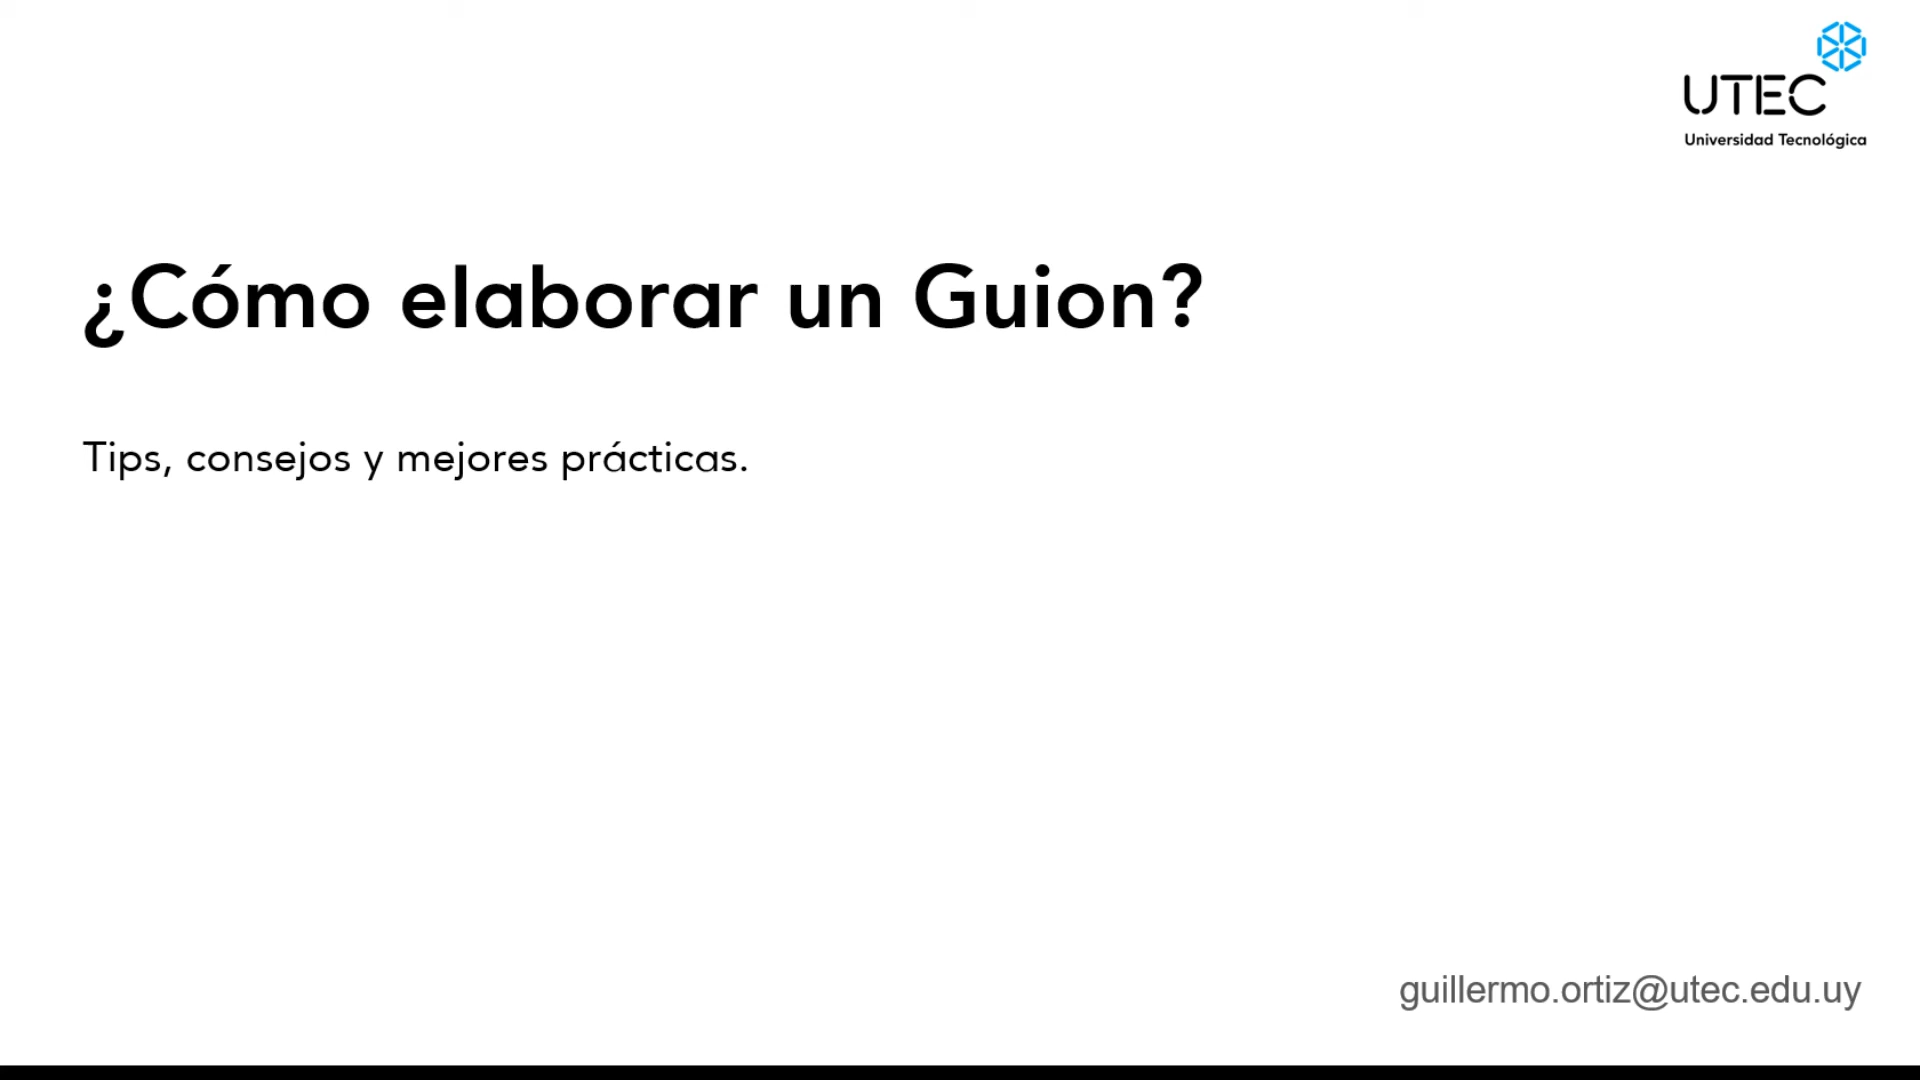 UTEC
Universidad Tecnológica
¿Cómo elaborar un Guion?
Tips, consejos y mejores prácticas.
guillermo.ortiz@utec.edu.uy